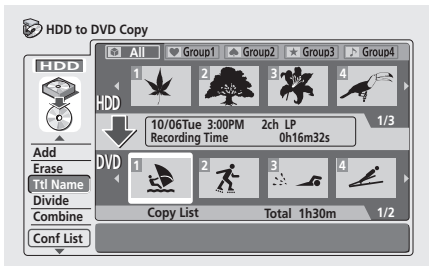 HDD to DVD Copy
All Group1 Group2 Group3 Group4
HDD
1 2 3 4
HDD
10/06Tue 3:00PM 2ch LP
Recording Time 0h16m32s
1/3
Add
Erase
Ttl Name
Divide
Combine
Conf List
DVD
1 2 3 4
Copy List Total 1h30m 1/2